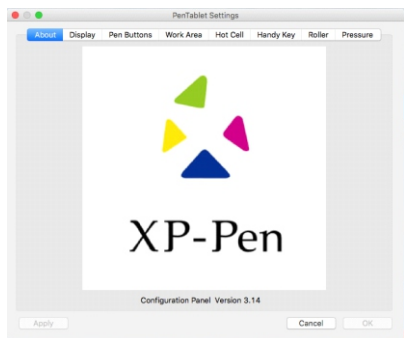 PenTablet Settings
About Display Pen Buttons Work Area Hot Cell Handy Key Roller Pressure
XP-Pen
Configuration Panel Version 3.14
Apply Cancel OK